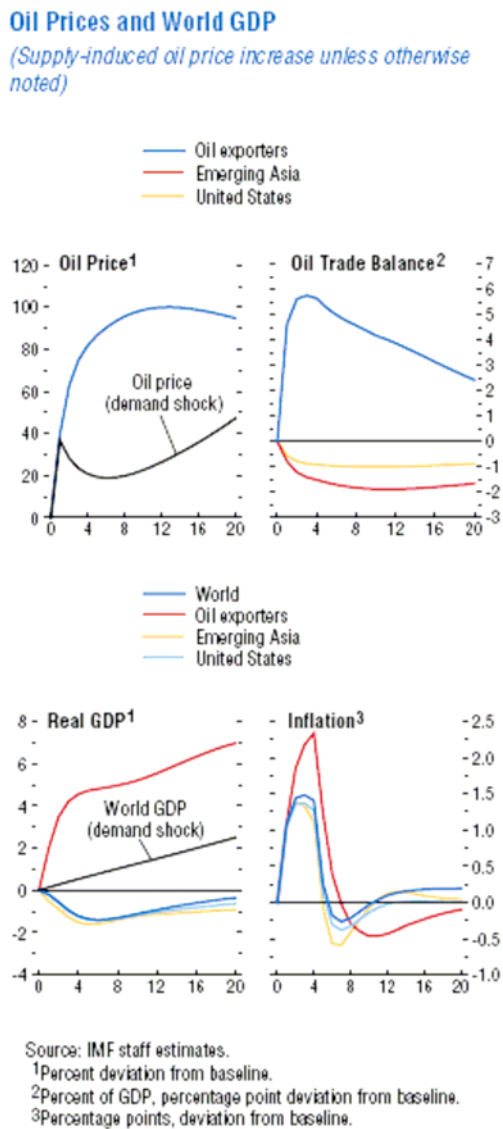 Oil Prices and World GDP
(Supply-induced oil price increase unless otherwise
noted)
Oil exporters
Emerging Asia
United States
120
Oil Price1
100
80
60
40
20
0
Oil price
(demand shock)
0 4 8 12 16 20
Oil Trade Balance2
7
6
5
4
3
2
1
0
-1
-2
-3
0 4 8 12 16 20
World
Oil exporters
Emerging Asia
United States
8
Real GDP1
6
4
2
0
-2
-4
World GDP
(demand shock)
0 4 8 12 16 20
Inflation3
2.5
2.0
1.5
1.0
0.5
0.0
-0.5
-1.0
0 4 8 12 16 20
Source: IMF staff estimates.
1Percent deviation from baseline.
2Percent of GDP, percentage point deviation from baseline.
3Percentage points, deviation from baseline.